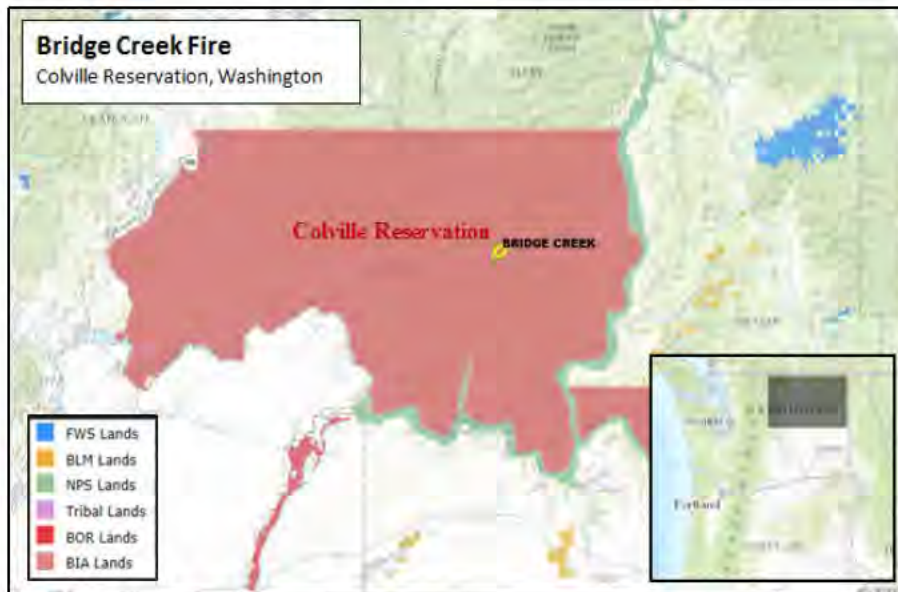 Bridge Creek Fire
Colville Reservation, Washington
Colville Reservation
BRIDGE CREEK
FWS Lands
BLM Lands
NPS Lands
Tribal Lands
BOR Lands
BIA Lands
Portland